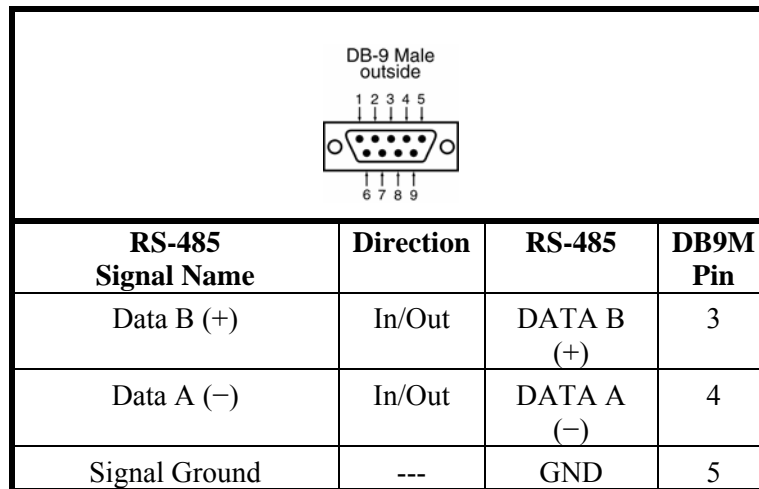 DB-9 Male
outside
1 2 3 4 5
6 7 8 9
RS-485 Signal Name Direction RS-485 DB9M Pin
Data B (+) In/Out DATA B (+) 3
Data A (−) In/Out DATA A (−) 4
Signal Ground --- GND 5